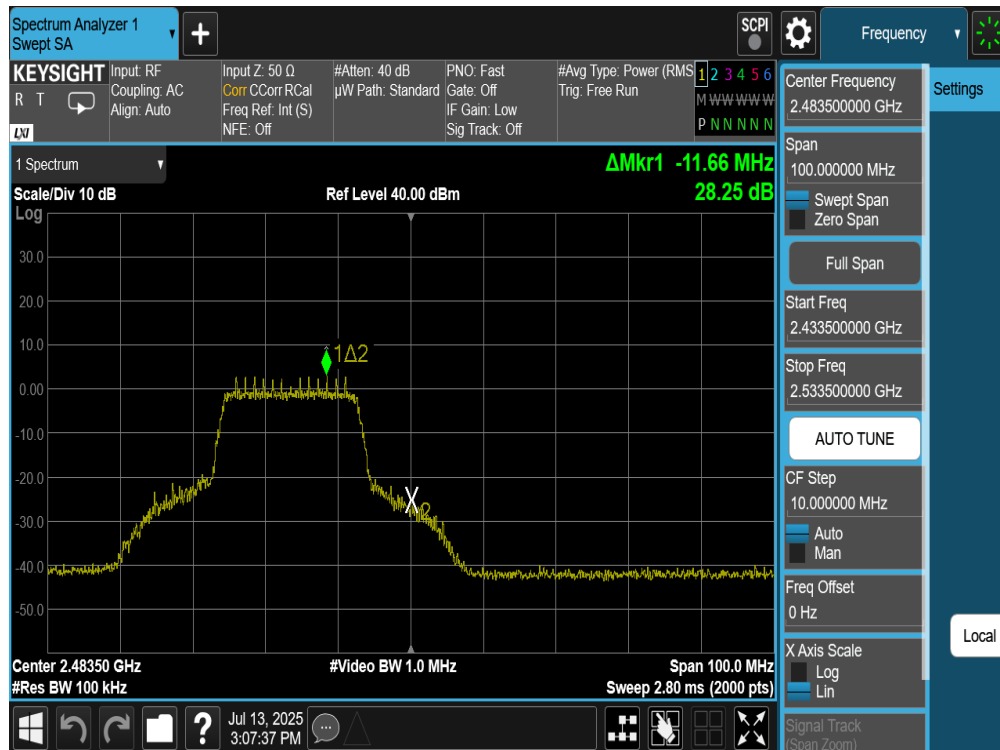 Spectrum Analyzer 1
Swept SA
+
SCPI
Frequency
KEYSIGHT
R T
LXI
Input: RF
Coupling: AC
Align: Auto
Input Z: 50 Ω
Corr CCorr RCal
Freq Ref: Int (S)
NFE: Off
#Atten: 40 dB
µW Path: Standard
PNO: Fast
Gate: Off
IF Gain: Low
Sig Track: Off
#Avg Type: Power (RMS
Trig: Free Run
1 2 3 4 5 6
M W W W W W
P N N N N N
1 Spectrum
ΔMkr1 -11.66 MHz
28.25 dB
Scale/Div 10 dB
Ref Level 40.00 dBm
Log
30.0
20.0
10.0
0.00
-10.0
-20.0
-30.0
-40.0
-50.0
1Δ2
X2
Center 2.48350 GHz
#Video BW 1.0 MHz
Span 100.0 MHz
#Res BW 100 kHz
Sweep 2.80 ms (2000 pts)
Center Frequency
2.483500000 GHz
Span
100.000000 MHz
Swept Span
Zero Span
Full Span
Start Freq
2.433500000 GHz
Stop Freq
2.533500000 GHz
AUTO TUNE
CF Step
10.000000 MHz
Auto
Man
Freq Offset
0 Hz
X Axis Scale
Log
Lin
Signal Track
(Span Zoom)
Settings
Local
?
Jul 13, 2025
3:07:37 PM